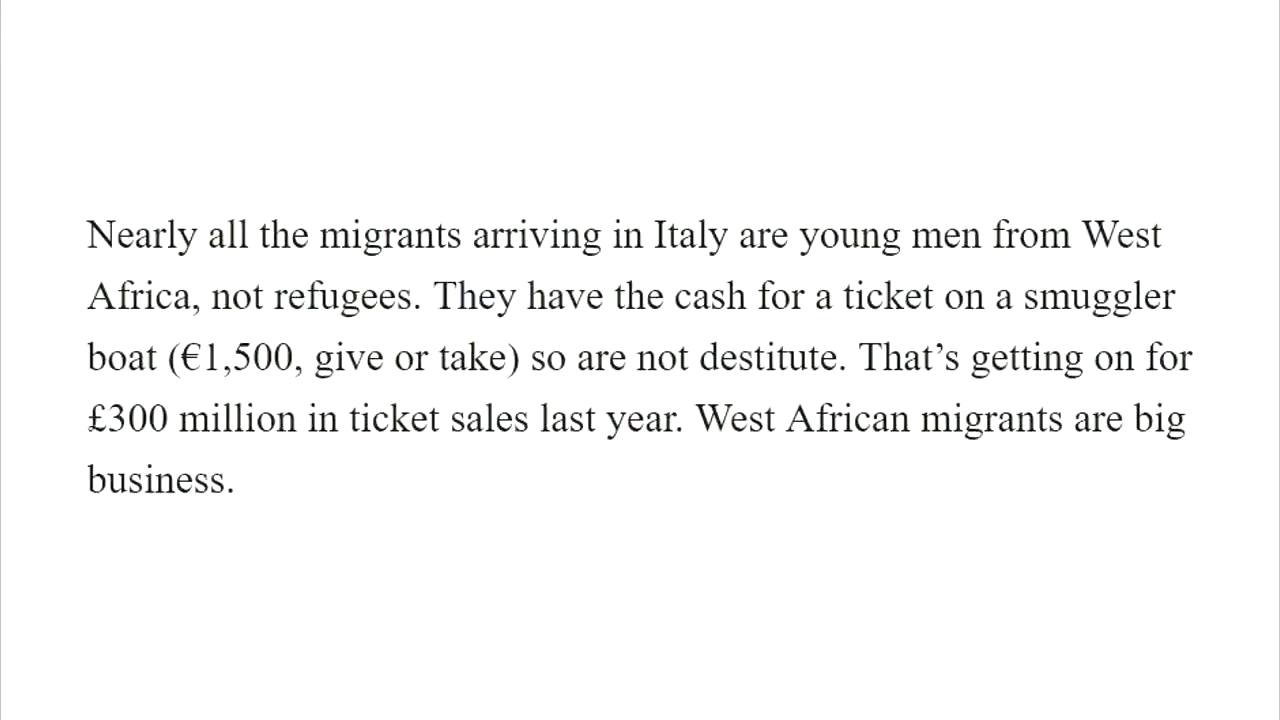 Nearly all the migrants arriving in Italy are young men from West
Africa, not refugees. They have the cash for a ticket on a smuggler
boat (€1,500, give or take) so are not destitute. That’s getting on for
£300 million in ticket sales last year. West African migrants are big
business.